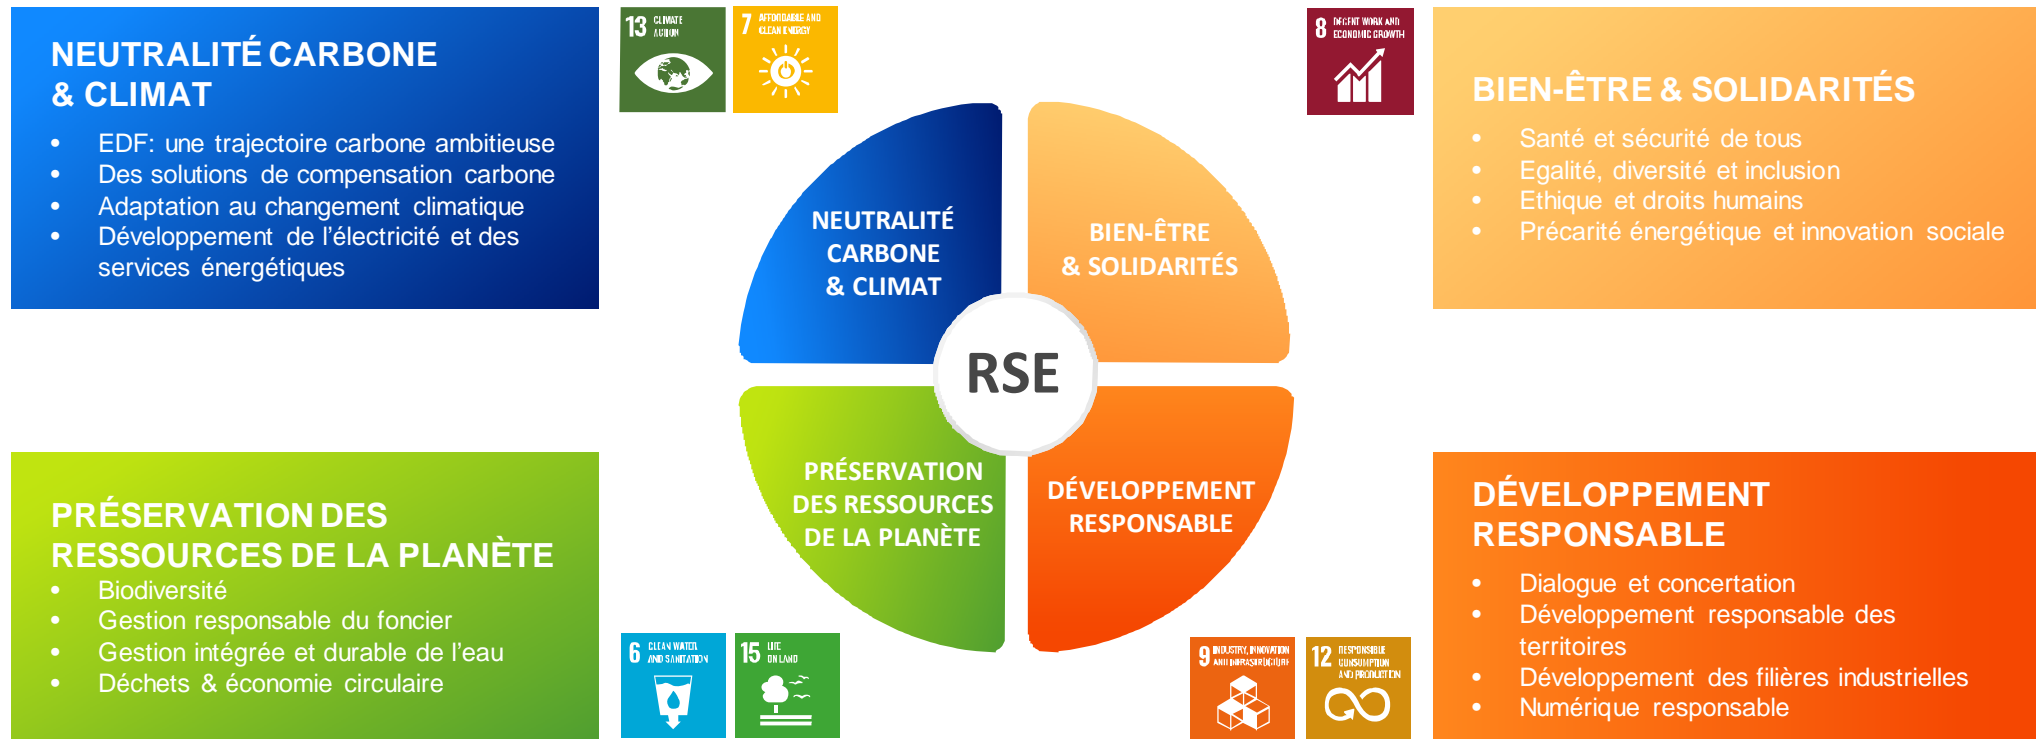 NEUTRALITÉ CARBONE
& CLIMAT
• EDF: une trajectoire carbone ambitieuse
• Des solutions de compensation carbone
• Adaptation au changement climatique
• Développement de l’électricité et des
services énergétiques
13 CLIMATE
ACTION
7 AFFORDABLE AND
CLEAN ENERGY
8 DECENT WORK AND
ECONOMIC GROWTH
BIEN-ÊTRE & SOLIDARITÉS
• Santé et sécurité de tous
• Egalité, diversité et inclusion
• Ethique et droits humains
• Précarité énergétique et innovation sociale
NEUTRALITÉ
CARBONE
& CLIMAT
BIEN-ÊTRE
& SOLIDARITÉS
RSE
PRÉSERVATION
DES RESSOURCES
DE LA PLANÈTE
DÉVELOPPEMENT
RESPONSABLE
PRÉSERVATION DES
RESSOURCES DE LA PLANÈTE
• Biodiversité
• Gestion responsable du foncier
• Gestion intégrée et durable de l’eau
• Déchets & économie circulaire
6 CLEAN WATER
AND SANITATION
15 LIFE
ON LAND
9 INDUSTRY, INNOVATION
AND INFRASTRUCTURE
12 RESPONSIBLE
CONSUMPTION
AND PRODUCTION
DÉVELOPPEMENT
RESPONSABLE
• Dialogue et concertation
• Développement responsable des
territoires
• Développement des filières industrielles
• Numérique responsable